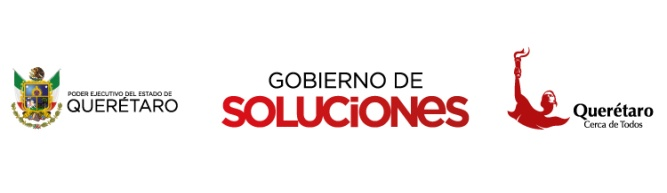 PODER EJECUTIVO DEL ESTADO DE
QUERÉTARO
GOBIERNO DE
SOLUCIONES
Querétaro
Cerca de Todos